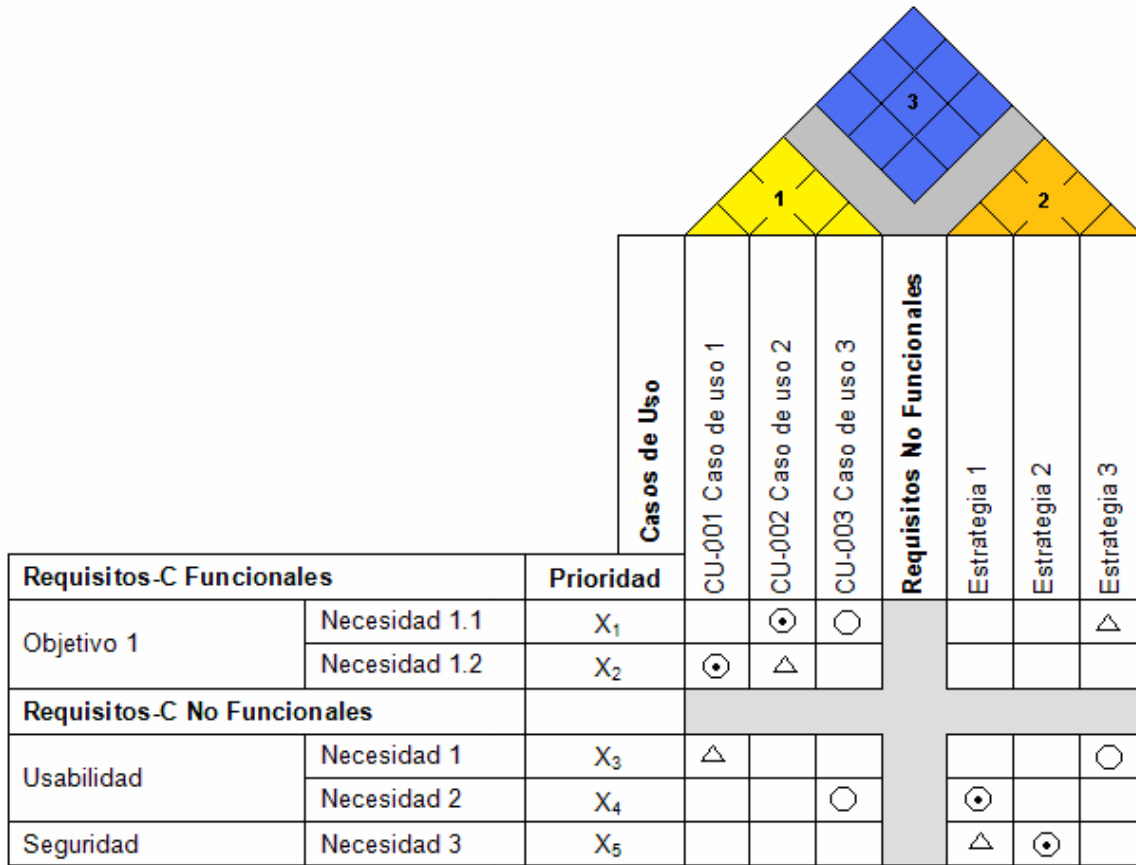 3
1
2
Casos de Uso
CU-001 Caso de uso 1
CU-002 Caso de uso 2
CU-003 Caso de uso 3
Requisitos No Funcionales
Estrategia 1
Estrategia 2
Estrategia 3
Requisitos-C Funcionales
Prioridad
Objetivo 1
Necesidad 1.1
X₁
Necesidad 1.2
X₂
Requisitos-C No Funcionales
Usabilidad
Necesidad 1
X₃
Necesidad 2
X₄
Seguridad
Necesidad 3
X₅